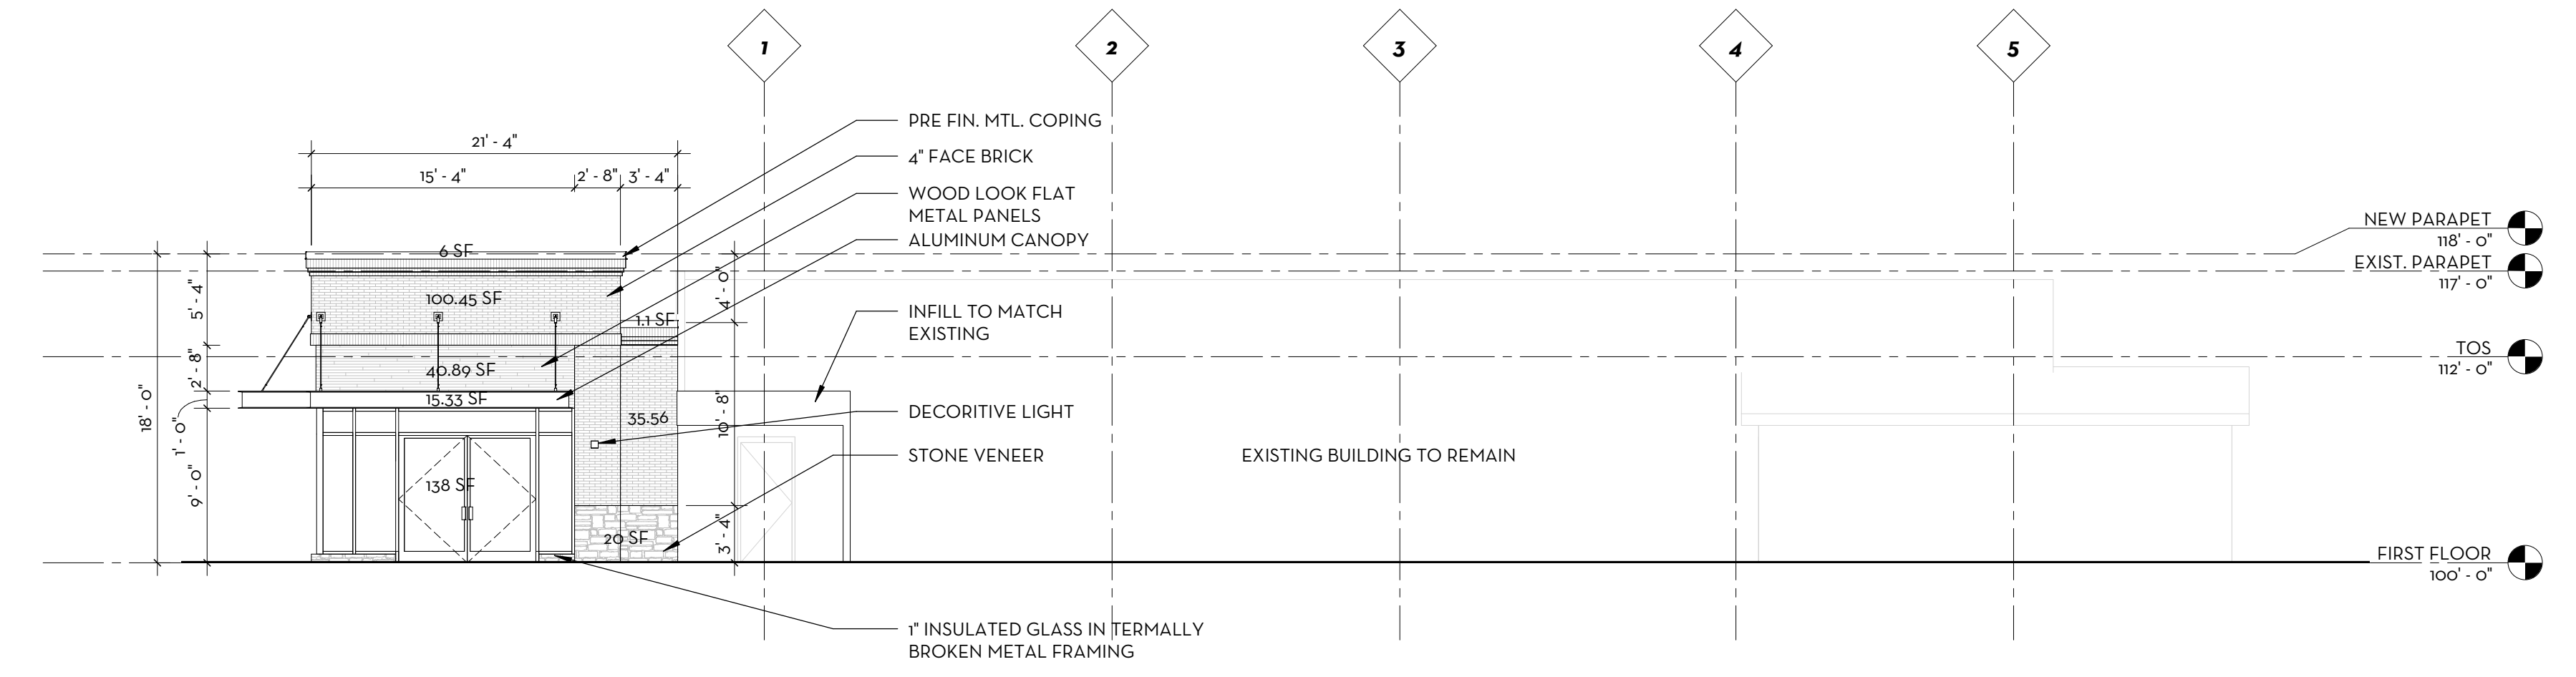 1
2
3
4
5
PRE FIN. MTL. COPING
21' - 4"
4" FACE BRICK
15' - 4"
2' - 8"
3' - 4"
WOOD LOOK FLAT
METAL PANELS
ALUMINUM CANOPY
NEW PARAPET
118' - 0"
6 SF
EXIST. PARAPET
117' - 0"
5' - 4"
100.45 SF
4' - 0"
1.1 SF
INFILL TO MATCH
EXISTING
TOS
112' - 0"
2' - 8"
40.89 SF
15.33 SF
18' - 0"
1' - 0"
35.56
10' - 8"
DECORITIVE LIGHT
STONE VENEER
EXISTING BUILDING TO REMAIN
9' - 0"
138 SF
20 SF
3' - 4"
FIRST FLOOR
100' - 0"
1" INSULATED GLASS IN TERMALLY
BROKEN METAL FRAMING